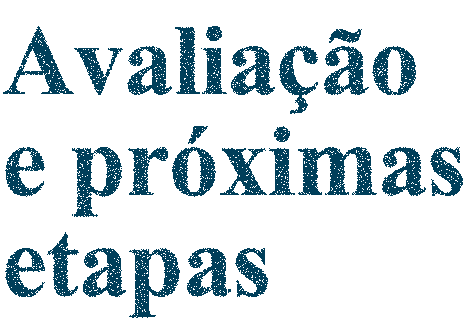 Avaliação
e próximas
etapas